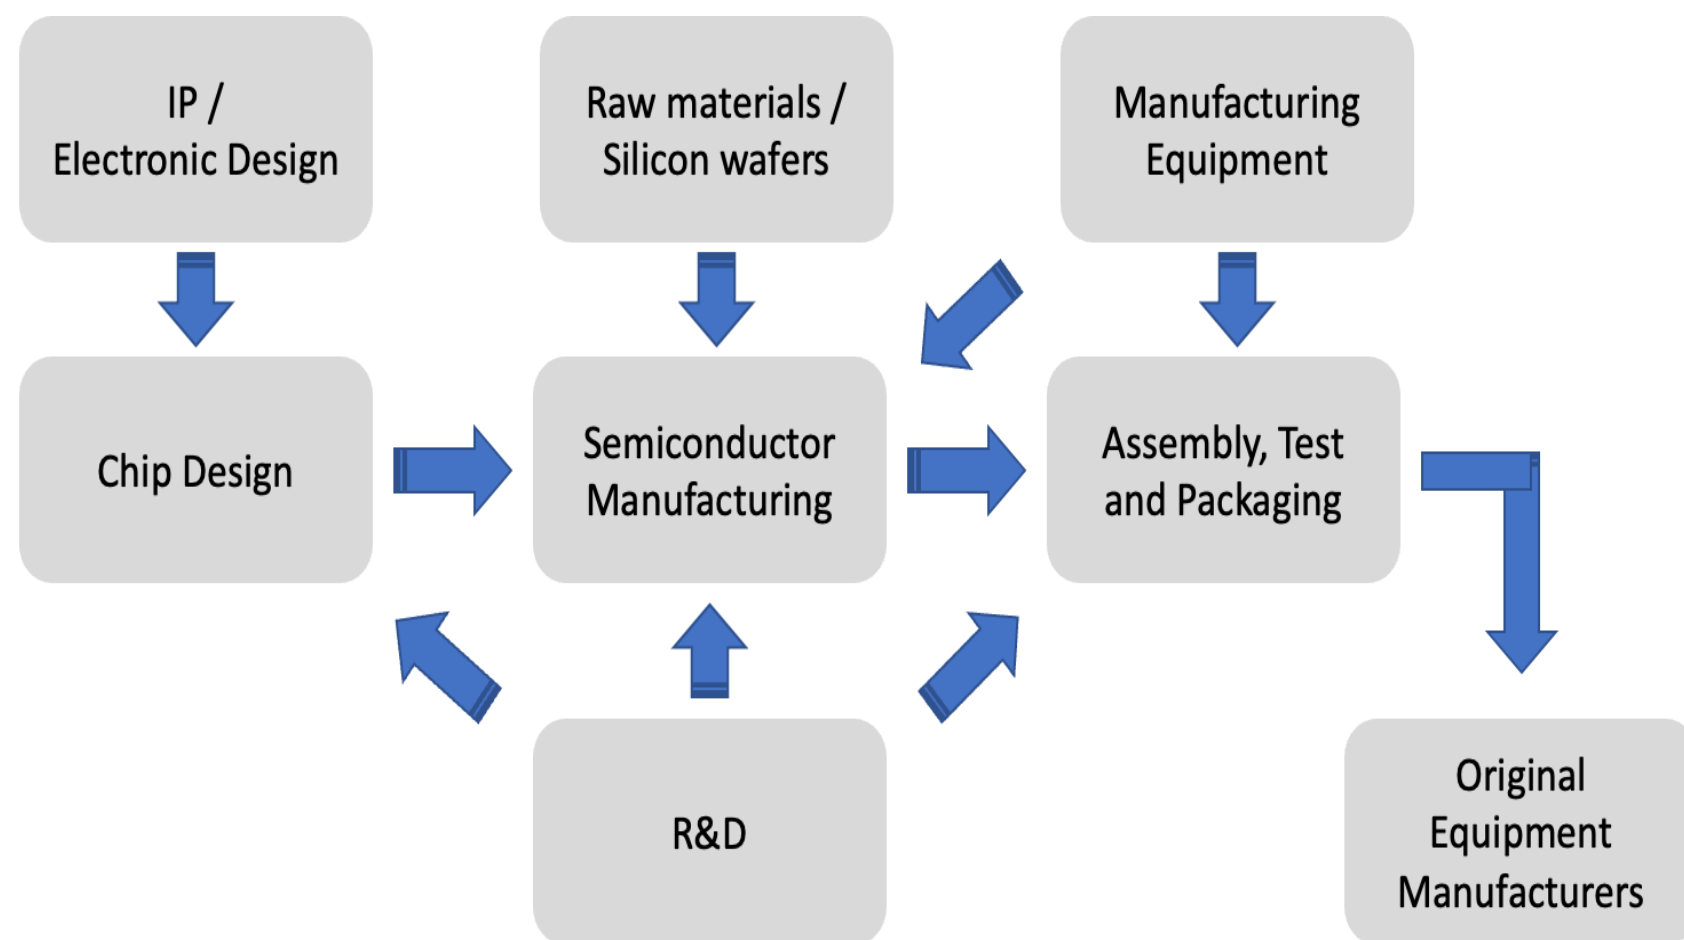 IP /
Electronic Design
Raw materials /
Silicon wafers
Manufacturing
Equipment
Chip Design
Semiconductor
Manufacturing
Assembly, Test
and Packaging
R&D
Original
Equipment
Manufacturers